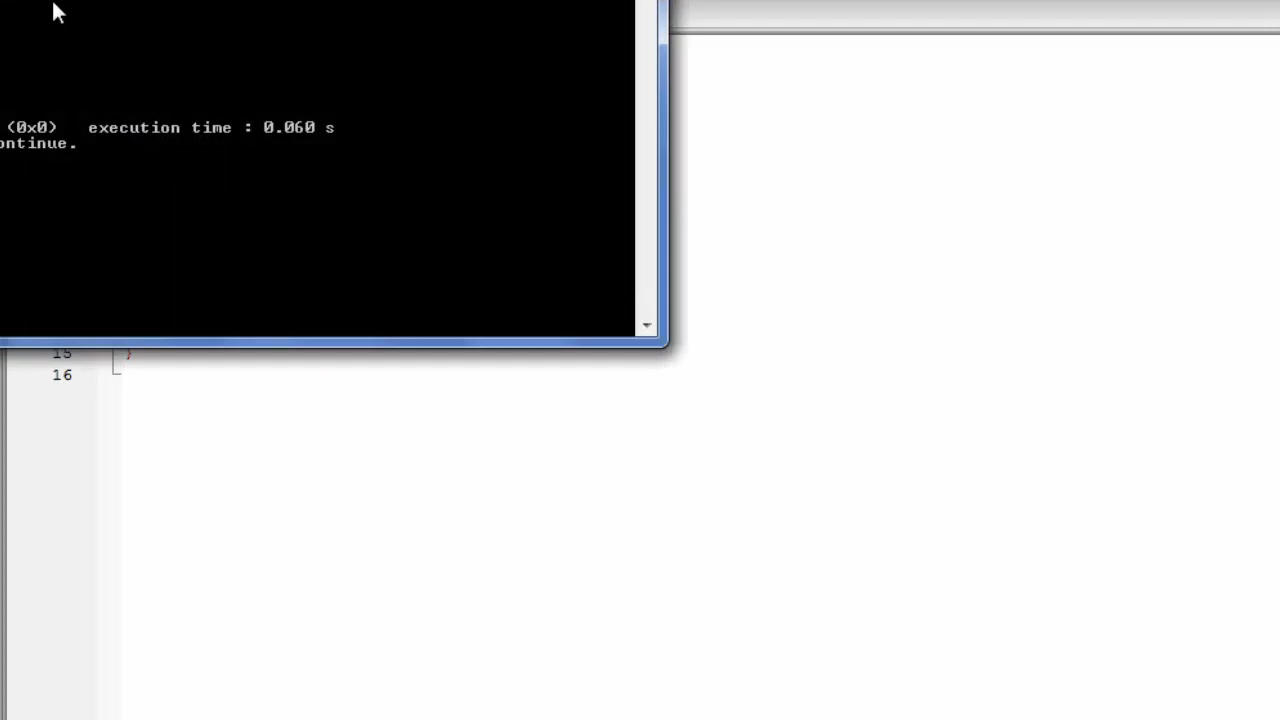 (0x0)   execution time : 0.060 s
ontinue.
15 }
16